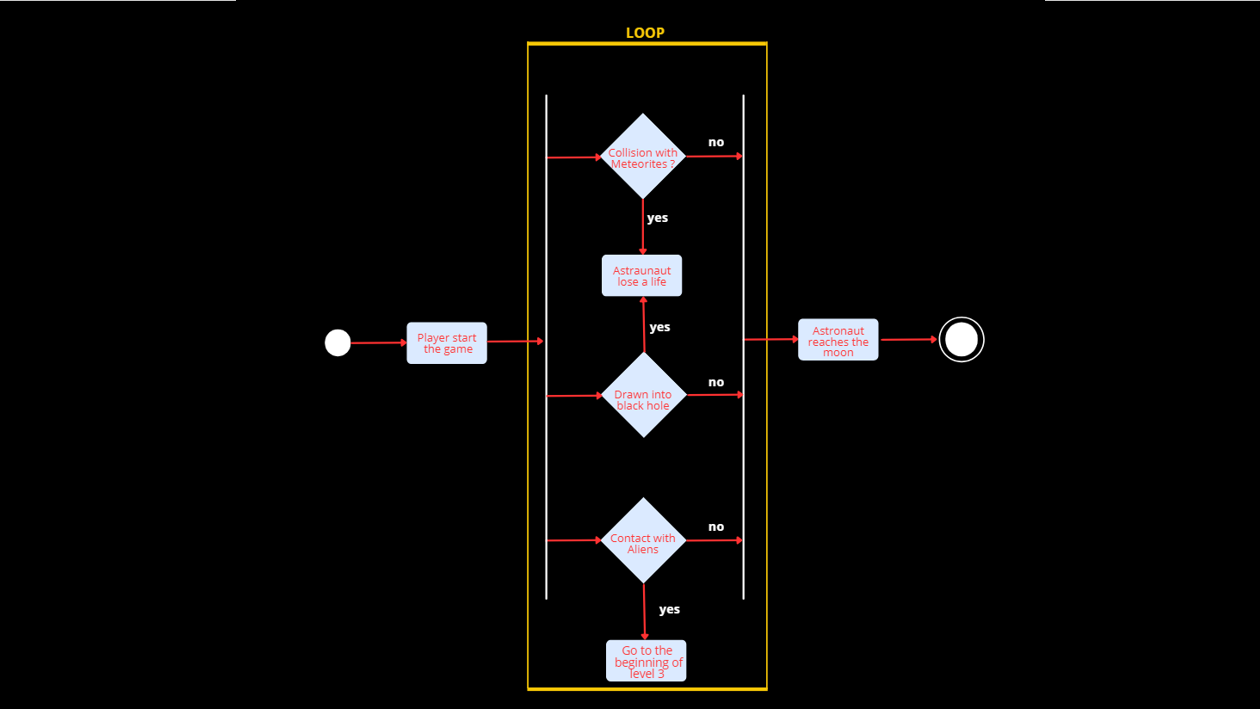 LOOP
Collision with
Meteorites ?
no
yes
Astraunaut
lose a life
yes
Player start
the game
Astronaut
reaches the
moon
Drawn into
black hole
no
Contact with
Aliens
no
yes
Go to the
beginning of
level 3